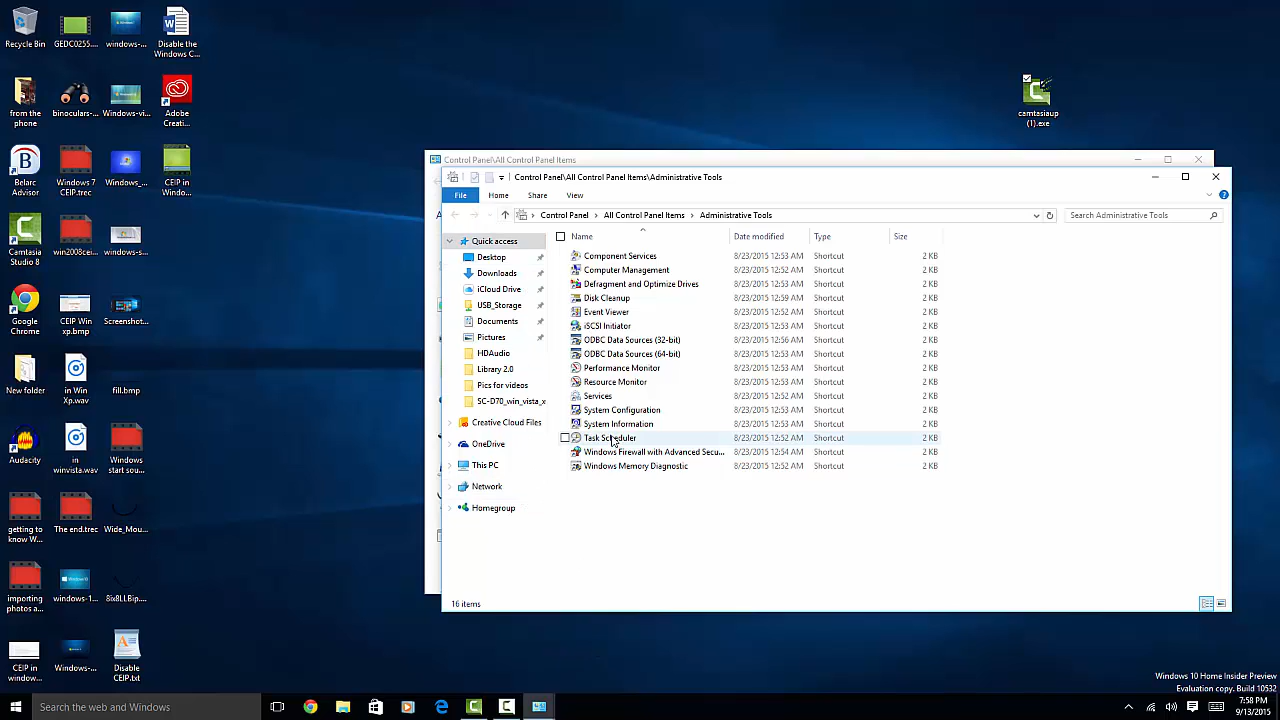 Recycle Bin
GEDC0255...
windows-...
Disable the
Windows C...
from the
phone
binoculars-...
Windows-vi...
Adobe
Creati...
camtasiaup
(1).exe
Belarc
Advisor
Windows 7
CEIP.trec
Windows_...
CEIP in
Windo...
Camtasia
Studio 8
win2008cei...
windows-s...
Google
Chrome
CEIP Win
xp.bmp
Screenshot...
New folder
in Win
Xp.wav
fill.bmp
Audacity
in
winvista.wav
Windows
start sou...
getting to
know W...
The end.trec
Wide_Mou...
importing
photos a...
windows-1...
8ix8LLBip...
CEIP in
window...
Windows-...
Disable
CEIP.txt
Control Panel\All Control Panel Items
Control Panel\All Control Panel Items\Administrative Tools
File Home Share View
Control Panel > All Control Panel Items > Administrative Tools
Search Administrative Tools
Quick access
Desktop
Downloads
iCloud Drive
USB_Storage
Documents
Pictures
HDAudio
Library 2.0
Pics for videos
SC-D70_win_vista_x
Creative Cloud Files
OneDrive
This PC
Network
Homegroup
Name Date modified Type Size
Component Services 8/23/2015 12:53 AM Shortcut 2 KB
Computer Management 8/23/2015 12:52 AM Shortcut 2 KB
Defragment and Optimize Drives 8/23/2015 12:53 AM Shortcut 2 KB
Disk Cleanup 8/23/2015 12:59 AM Shortcut 2 KB
Event Viewer 8/23/2015 12:52 AM Shortcut 2 KB
iSCSI Initiator 8/23/2015 12:53 AM Shortcut 2 KB
ODBC Data Sources (32-bit) 8/23/2015 12:56 AM Shortcut 2 KB
ODBC Data Sources (64-bit) 8/23/2015 12:53 AM Shortcut 2 KB
Performance Monitor 8/23/2015 12:52 AM Shortcut 2 KB
Resource Monitor 8/23/2015 12:52 AM Shortcut 2 KB
Services 8/23/2015 12:52 AM Shortcut 2 KB
System Configuration 8/23/2015 12:53 AM Shortcut 2 KB
System Information 8/23/2015 12:53 AM Shortcut 2 KB
Task Scheduler 8/23/2015 12:52 AM Shortcut 2 KB
Windows Firewall with Advanced Secu... 8/23/2015 12:54 AM Shortcut 2 KB
Windows Memory Diagnostic 8/23/2015 12:52 AM Shortcut 2 KB
16 items
Windows 10 Home Insider Preview
Evaluation copy. Build 10532
Search the web and Windows
7:58 PM
9/13/2015